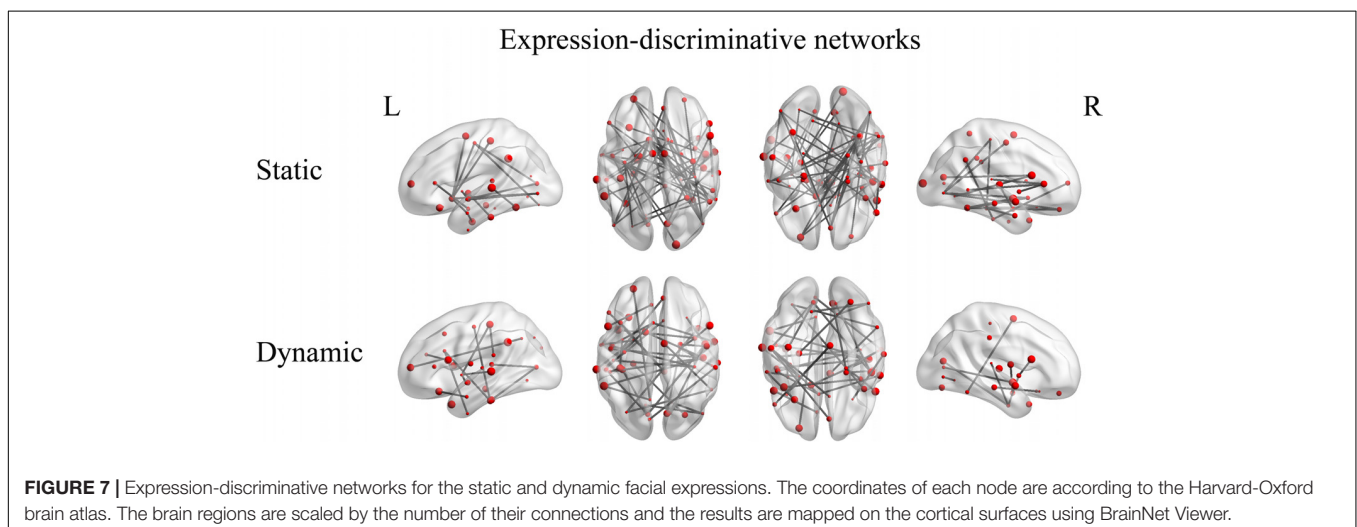 Expression-discriminative networks
L
R
Static
Dynamic
FIGURE 7 | Expression-discriminative networks for the static and dynamic facial expressions. The coordinates of each node are according to the Harvard-Oxford
brain atlas. The brain regions are scaled by the number of their connections and the results are mapped on the cortical surfaces using BrainNet Viewer.